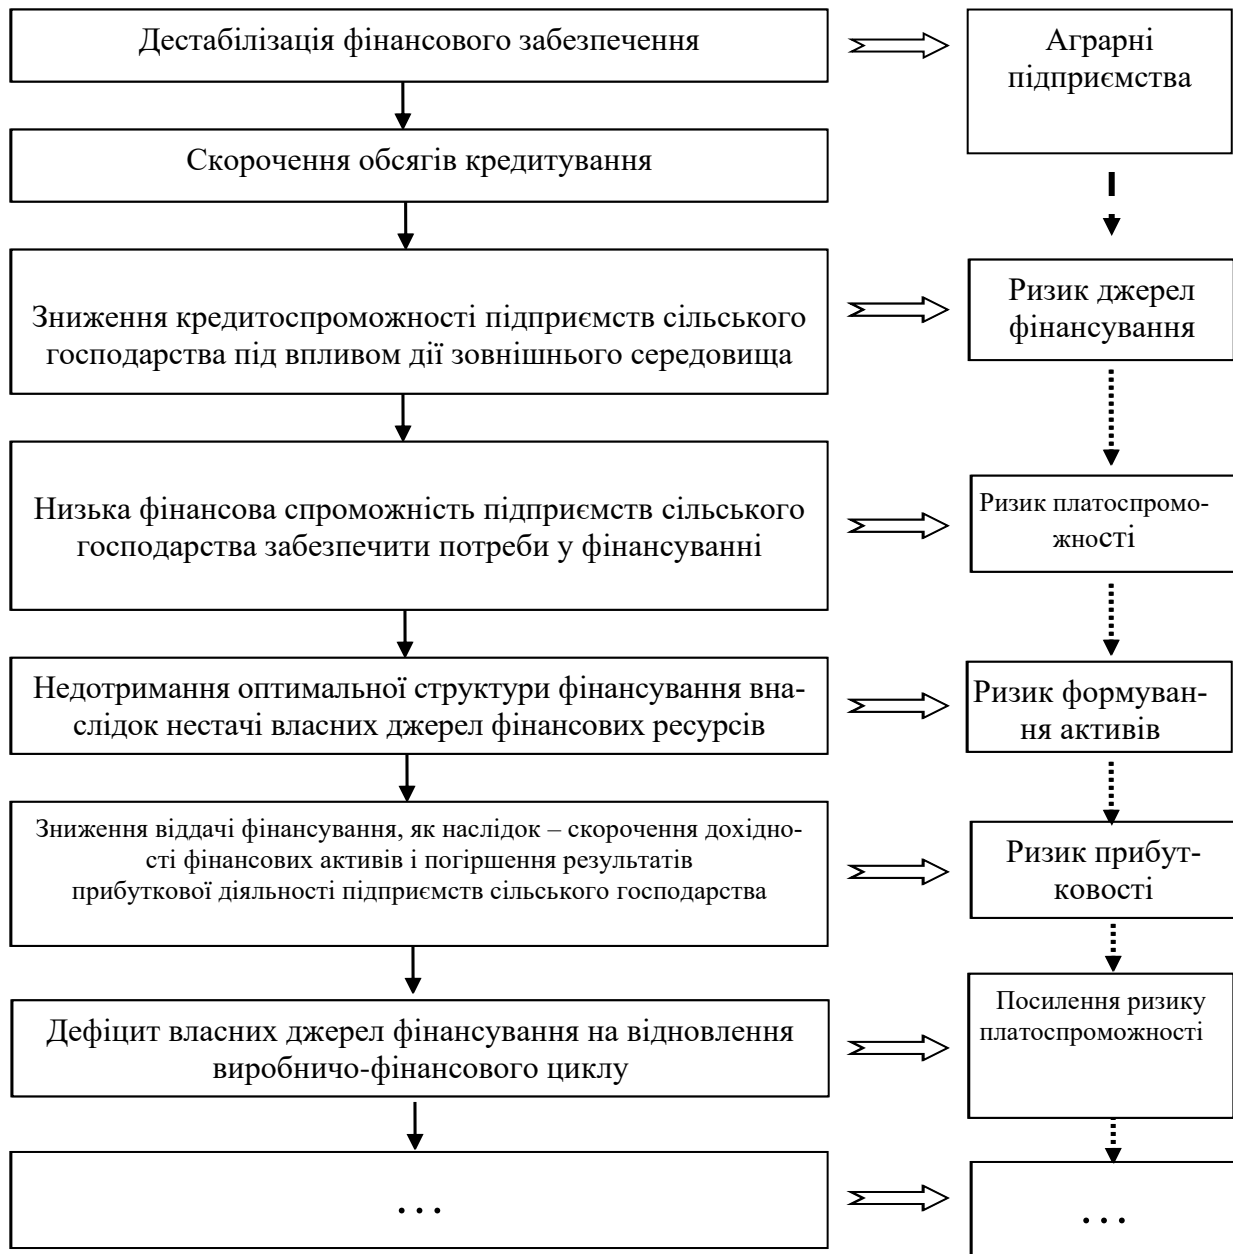 Дестабілізація фінансового забезпечення
Аграрні
підприємства
Скорочення обсягів кредитування
Зниження кредитоспроможності підприємств сільського
господарства під впливом дії зовнішнього середовища
Ризик джерел
фінансування
Низька фінансова спроможність підприємств сільського
господарства забезпечити потреби у фінансуванні
Ризик платоспромо-
жності
Недотримання оптимальної структури фінансування вна-
слідок нестачі власних джерел фінансових ресурсів
Ризик формуван-
ня активів
Зниження віддачі фінансування, як наслідок – скорочення дохідно-
сті фінансових активів і погіршення результатів
прибуткової діяльності підприємств сільського господарства
Ризик прибут-
ковості
Дефіцит власних джерел фінансування на відновлення
виробничо-фінансового циклу
Посилення ризику
платоспроможності
…
…